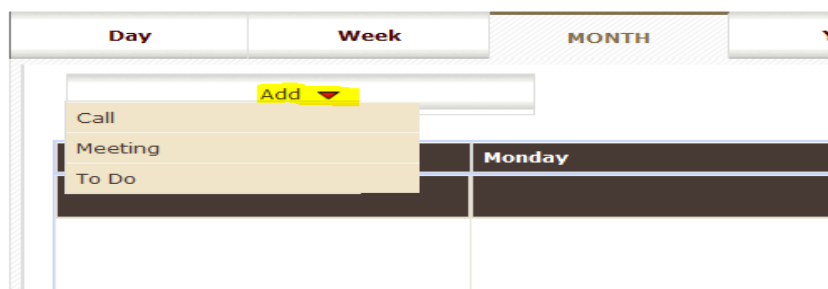 Day Week MONTH
Add
Call
Meeting
Monday
To Do